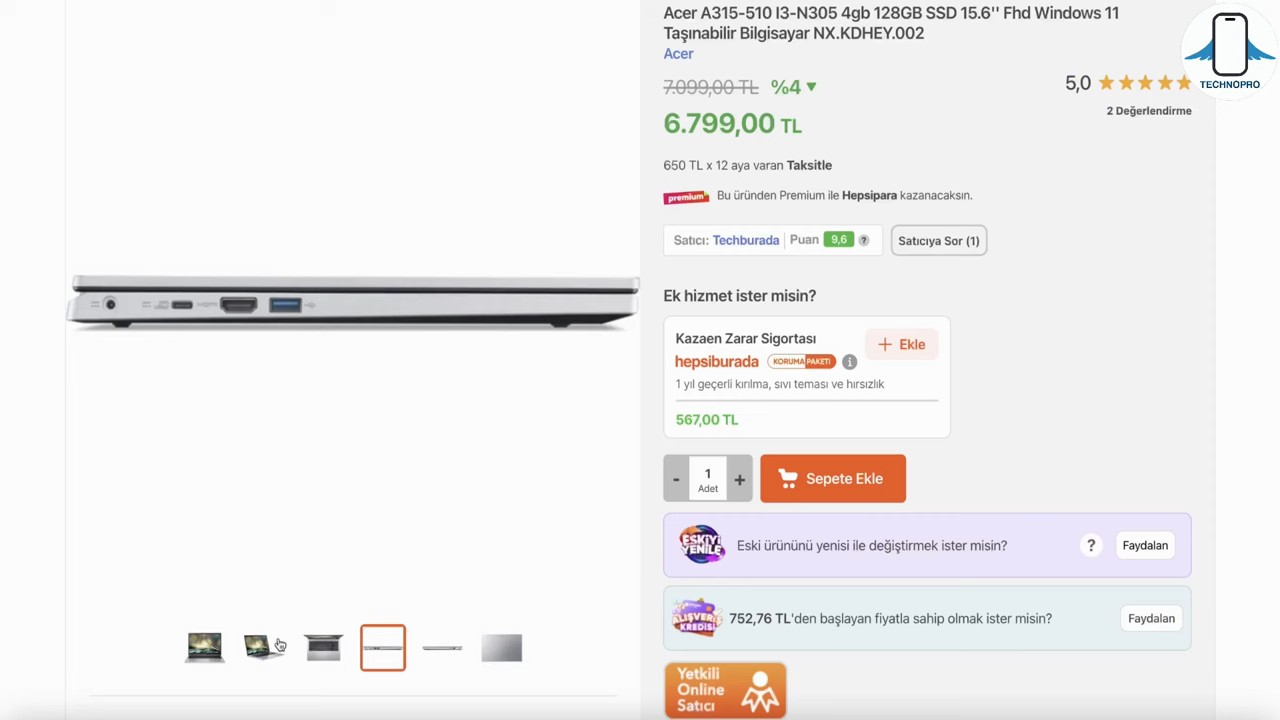 Acer A315-510 I3-N305 4gb 128GB SSD 15.6'' Fhd Windows 11
Taşınabilir Bilgisayar NX.KDHEY.002
Acer
7.099,00 TL %4
5,0
2 Değerlendirme
TECHNOPRO
6.799,00 TL
650 TL x 12 aya varan Taksitle
premium Bu üründen Premium ile Hepsipara kazanacaksın.
Satıcı: Techburada Puan 9,6 ?
Satıcıya Sor (1)
Ek hizmet ister misin?
Kazaen Zarar Sigortası
+ Ekle
hepsiburada KORUMA PAKETİ i
1 yıl geçerli kırılma, sıvı teması ve hırsızlık
567,00 TL
- 1 +
Adet
Sepete Ekle
ESKİYİ
YENİLE
Eski ürününü yenisi ile değiştirmek ister misin? ? Faydalan
ALIŞVERİŞ
KREDİSİ
752,76 TL'den başlayan fiyatla sahip olmak ister misin? Faydalan
Yetkili
Online
Satıcı